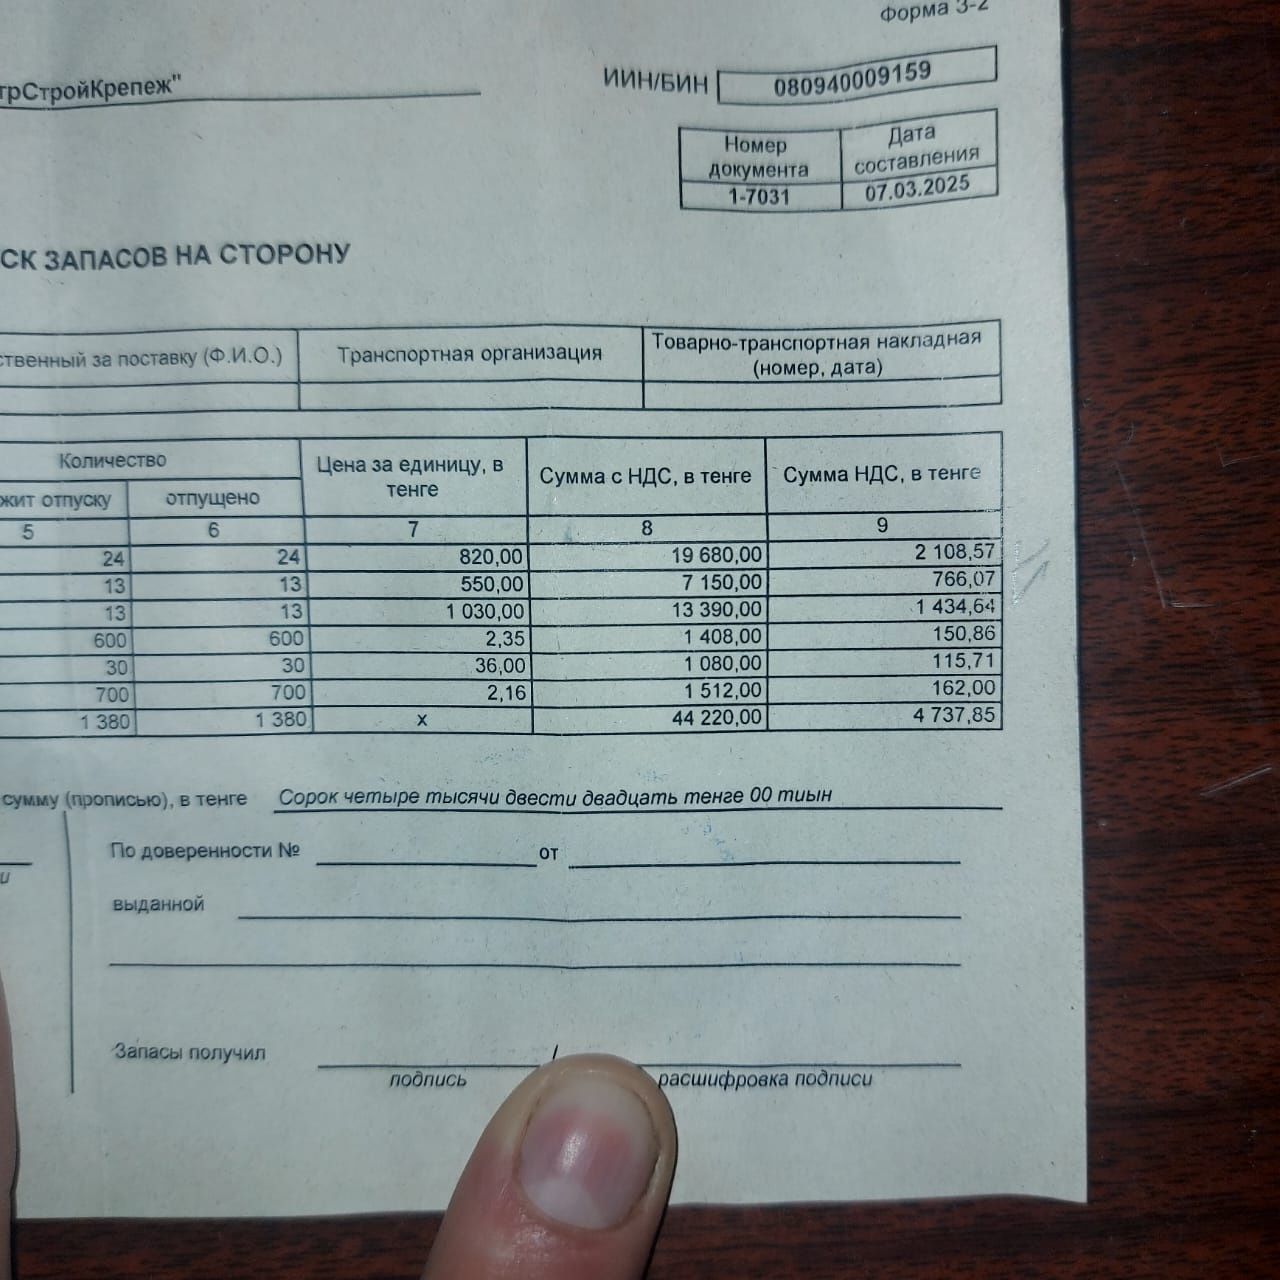 Форма З-2
трСтройКрепеж"
ИИН/БИН 080940009159
Номер документа Дата составления
1-7031 07.03.2025
СК ЗАПАСОВ НА СТОРОНУ
ственный за поставку (Ф.И.О.) Транспортная организация Товарно-транспортная накладная (номер, дата)
Количество Цена за единицу, в тенге Сумма с НДС, в тенге Сумма НДС, в тенге
жит отпуску отпущено
5 6 7 8 9
24 24 820,00 19 680,00 2 108,57
13 13 550,00 7 150,00 766,07
13 13 1 030,00 13 390,00 1 434,64
600 600 2,35 1 408,00 150,86
30 30 36,00 1 080,00 115,71
700 700 2,16 1 512,00 162,00
1 380 1 380 х 44 220,00 4 737,85
сумму (прописью), в тенге Сорок четыре тысячи двести двадцать тенге 00 тиын
По доверенности № от
и
выданной
Запасы получил /
подпись расшифровка подписи